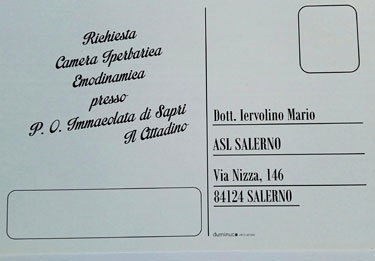 Richiesta
Camera Iperbarica
Emodinamica
presso
P. O. Immacolata di Sapri
Il Cittadino
Dott. Iervolino Mario
ASL SALERNO
Via Nizza, 146
84124 SALERNO
duminuco